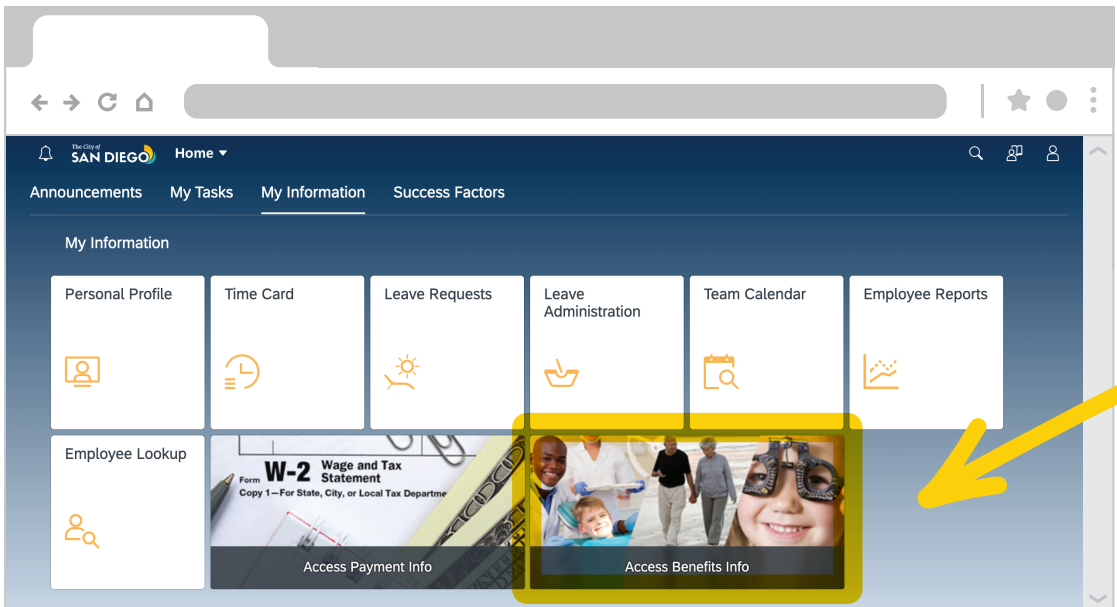 The City of
SAN DIEGO
Home
Announcements My Tasks My Information Success Factors
My Information
Personal Profile
Time Card
Leave Requests
Leave
Administration
Team Calendar
Employee Reports
Employee Lookup
Form W-2 Wage and Tax
Statement
Copy 1—For State, City, or Local Tax Departme
Access Payment Info
Access Benefits Info